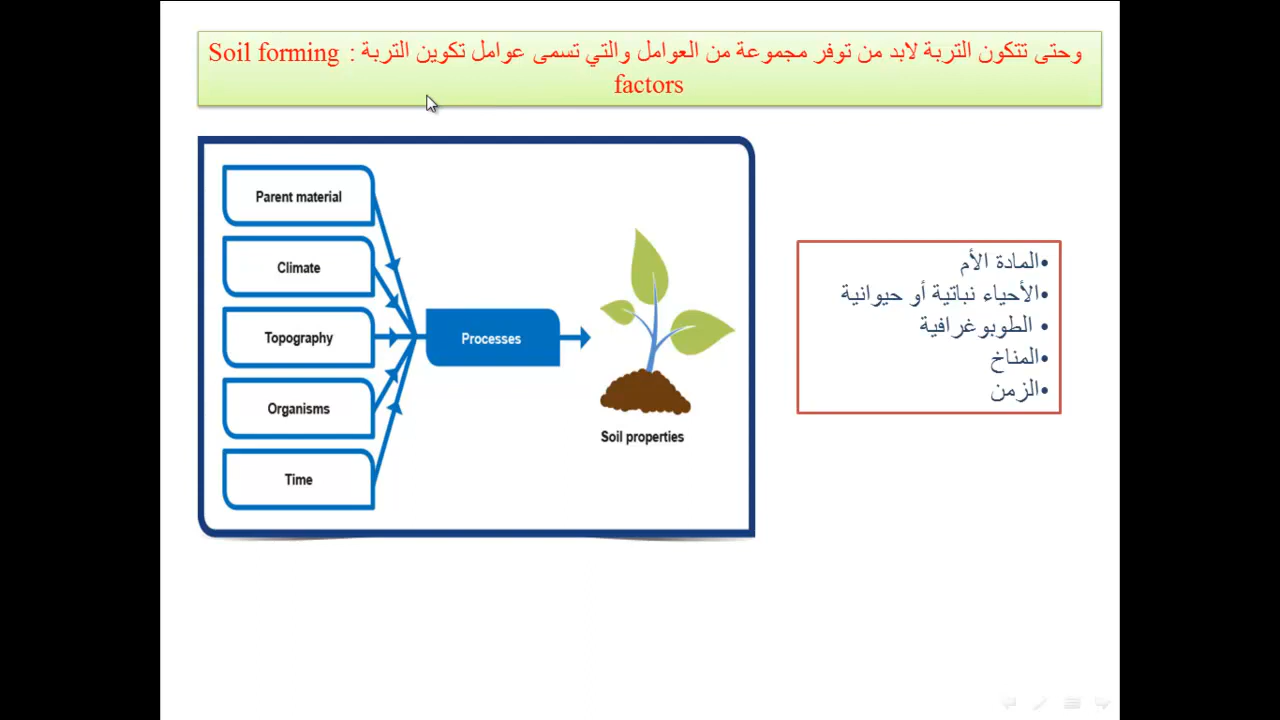 وحتى تتكون التربة لابد من توفر مجموعة من العوامل والتي تسمى عوامل تكوين التربة : Soil forming
factors
Parent material
Climate
Topography
Organisms
Time
Processes
Soil properties
•المادة الأم
•الأحياء نباتية أو حيوانية
• الطوبوغرافية
•المناخ
•الزمن